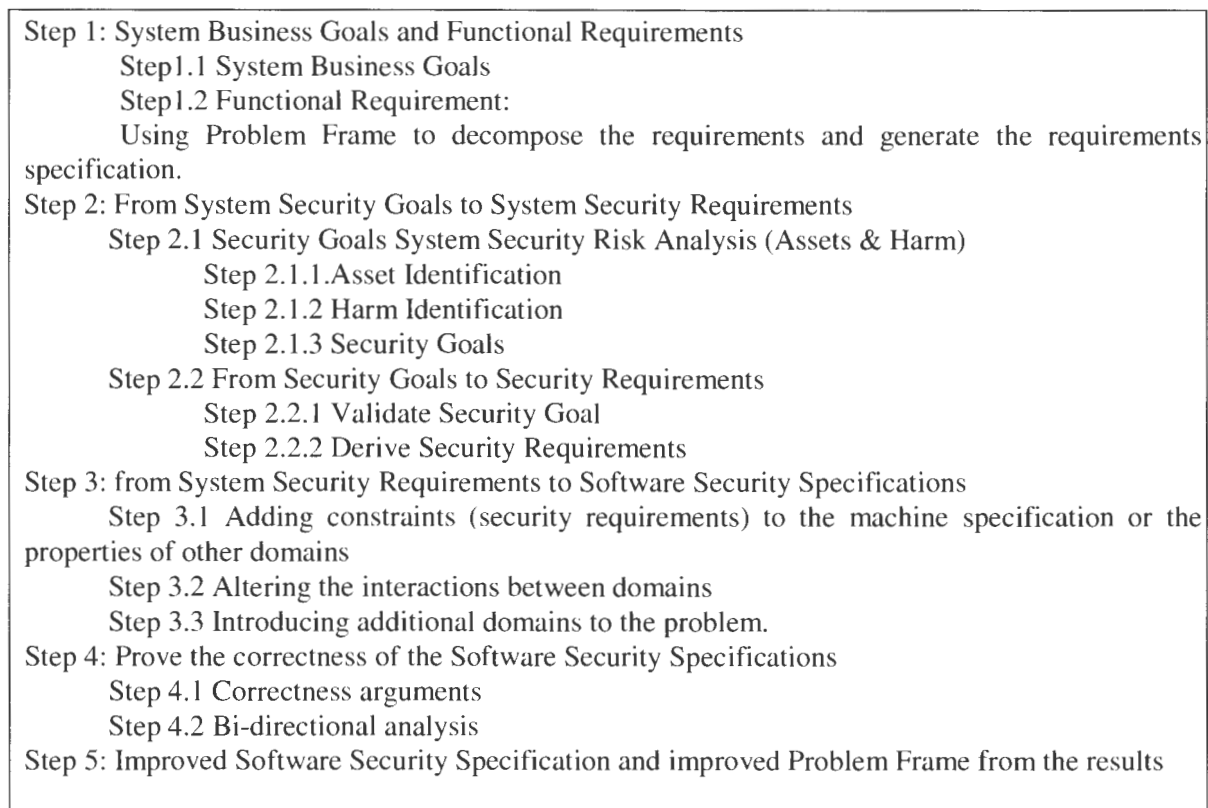 Step 1: System Business Goals and Functional Requirements
Step1.1 System Business Goals
Step1.2 Functional Requirement:
Using Problem Frame to decompose the requirements and generate the requirements
specification.
Step 2: From System Security Goals to System Security Requirements
Step 2.1 Security Goals System Security Risk Analysis (Assets & Harm)
Step 2.1.1.Asset Identification
Step 2.1.2 Harm Identification
Step 2.1.3 Security Goals
Step 2.2 From Security Goals to Security Requirements
Step 2.2.1 Validate Security Goal
Step 2.2.2 Derive Security Requirements
Step 3: from System Security Requirements to Software Security Specifications
Step 3.1 Adding constraints (security requirements) to the machine specification or the
properties of other domains
Step 3.2 Altering the interactions between domains
Step 3.3 Introducing additional domains to the problem.
Step 4: Prove the correctness of the Software Security Specifications
Step 4.1 Correctness arguments
Step 4.2 Bi-directional analysis
Step 5: Improved Software Security Specification and improved Problem Frame from the results